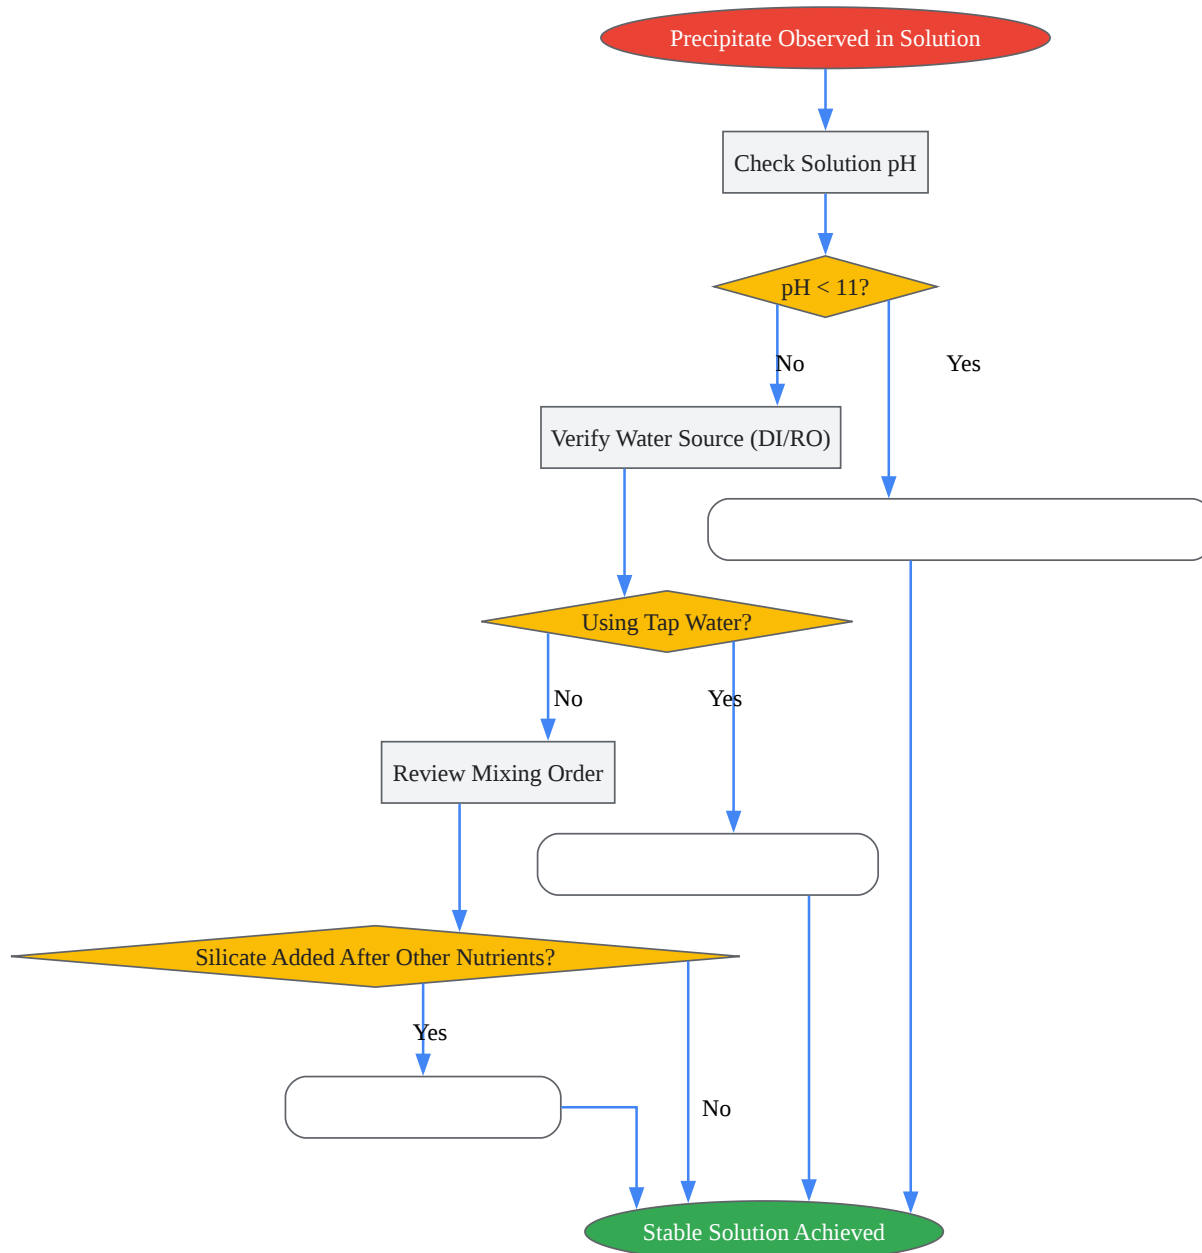 Precipitate Observed in Solution
Check Solution pH
pH < 11?
No
Yes
Verify Water Source (DI/RO)
Using Tap Water?
No
Yes
Review Mixing Order
Silicate Added After Other Nutrients?
Yes
No
Stable Solution Achieved